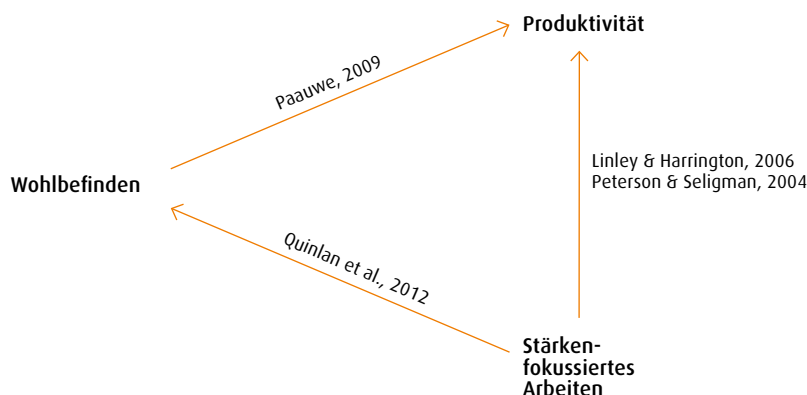 Produktivität
Paauwe, 2009
Linley & Harrington, 2006
Peterson & Seligman, 2004
Wohlbefinden
Quinlan et al., 2012
Stärken-
fokussiertes
Arbeiten